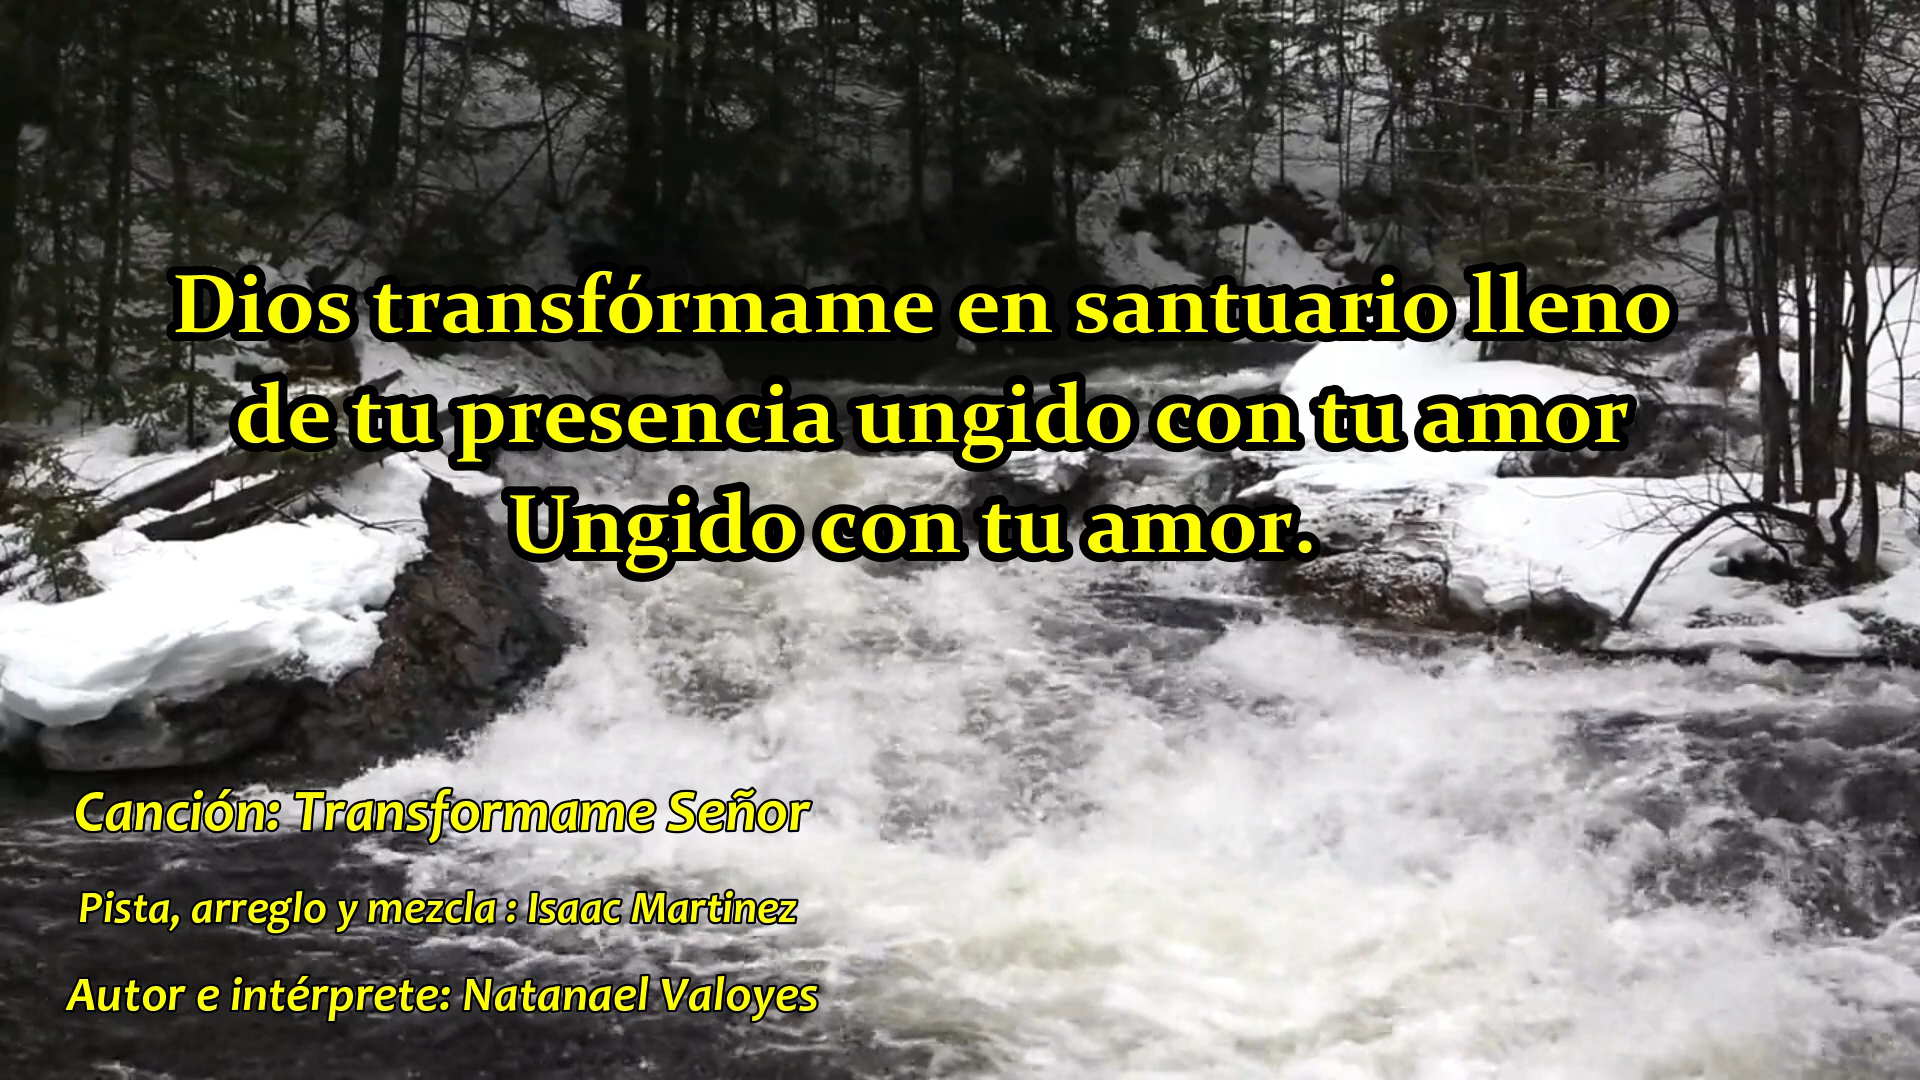 Dios transfórmame en santuario lleno
de tu presencia ungido con tu amor
Ungido con tu amor.
Canción: Transformame Señor
Pista, arreglo y mezcla : Isaac Martinez
Autor e intérprete: Natanael Valoyes